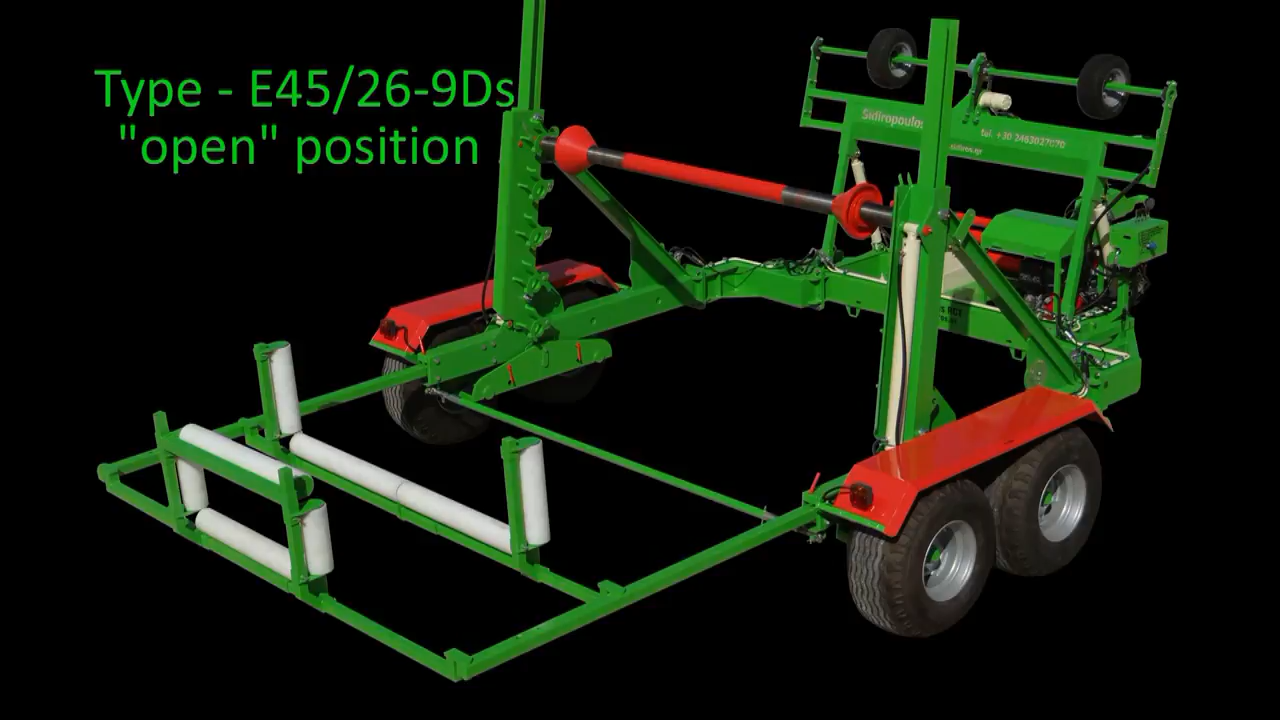 Type - E45/26-9Ds
"open" position
Sidiropoulos
tel. +30 2463027070